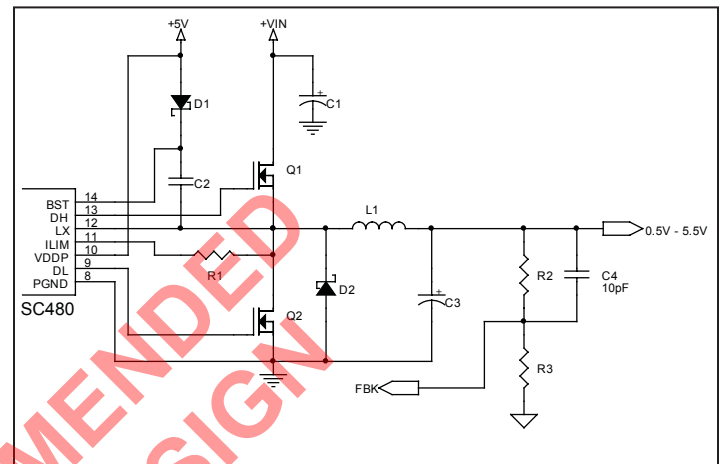 +5V
+VIN
D1
C1
+
Q1
C2
BST 14
DH 13
LX 12
ILIM 11
VDDP 10
DL 9
PGND 8
SC480
R1
L1
0.5V - 5.5V
R2
C4
10pF
D2
C3
+
Q2
R3
FBK
MENDED
SIGN